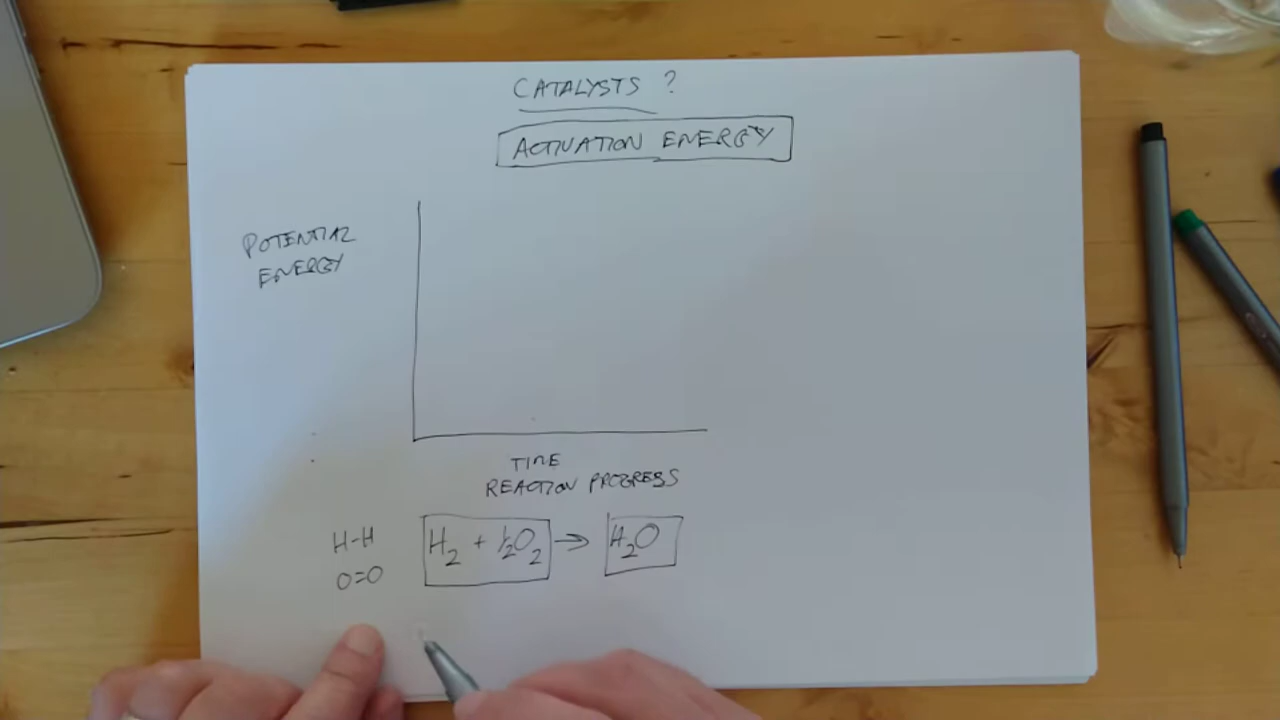 CATALYSTS ?
ACTIVATION ENERGY
POTENTIAL
ENERGY
TIME
REACTION PROGRESS
H-H
O=O
H₂ + ½O₂ → H₂O